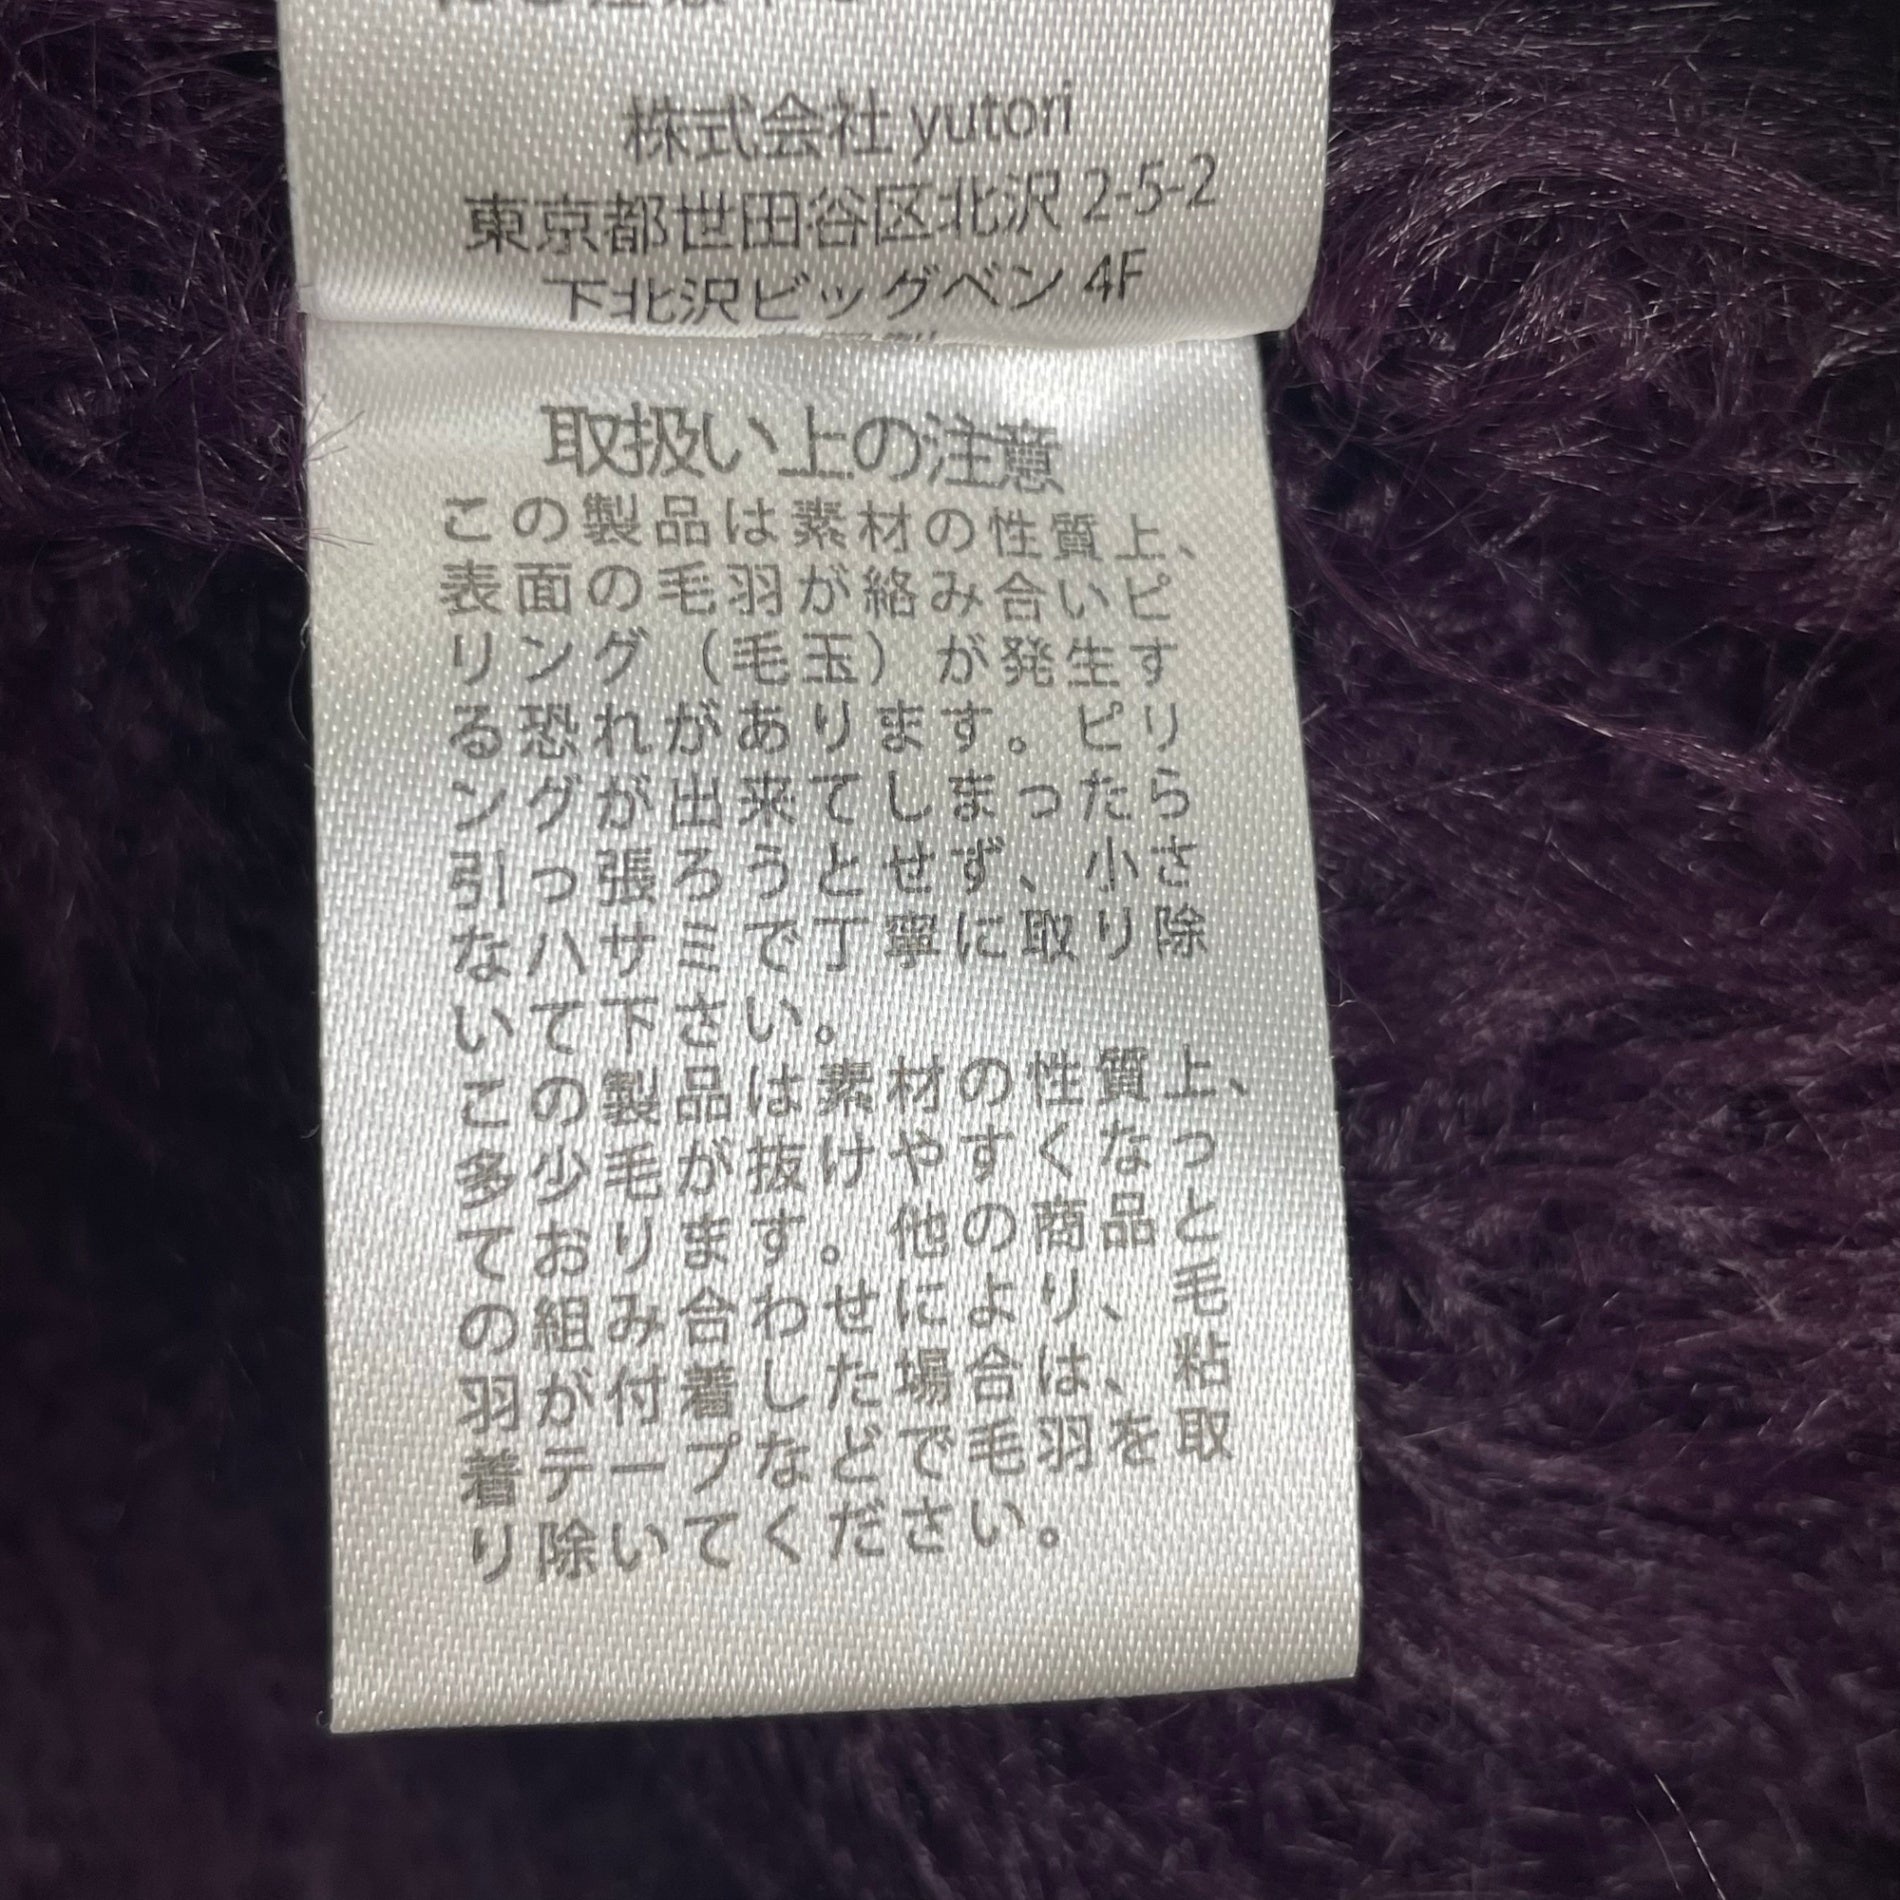 株式会社 yutori
東京都世田谷区北沢 2-5-2
下北沢ビッグベン 4F
取扱い上の注意
この製品は素材の性質上、
表面の毛羽が絡み合いピ
リング（毛玉）が発生す
る恐れがあります。ピリ
ングが出来てしまったら
引っ張ろうとせず、小さ
なハサミで丁寧に取り除
いて下さい。
この製品は素材の性質上、
多少毛が抜けやすくなっ
ております。他の商品と
の組み合わせにより、毛
羽が付着した場合は、粘
着テープなどで毛羽を取
り除いてください。